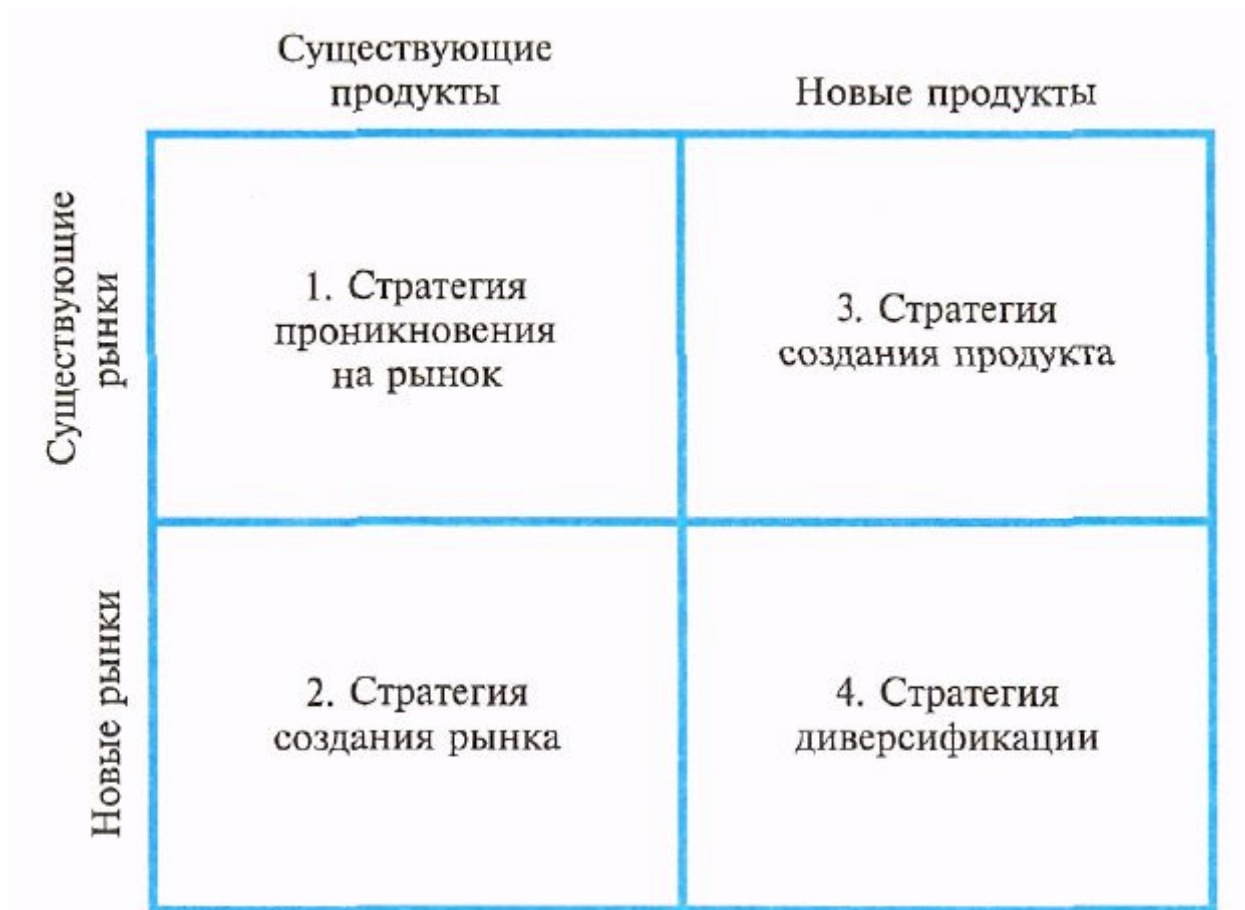 Существующие
продукты
Новые продукты
Существующие
рынки
1. Стратегия
проникновения
на рынок
3. Стратегия
создания продукта
Новые рынки
2. Стратегия
создания рынка
4. Стратегия
диверсификации